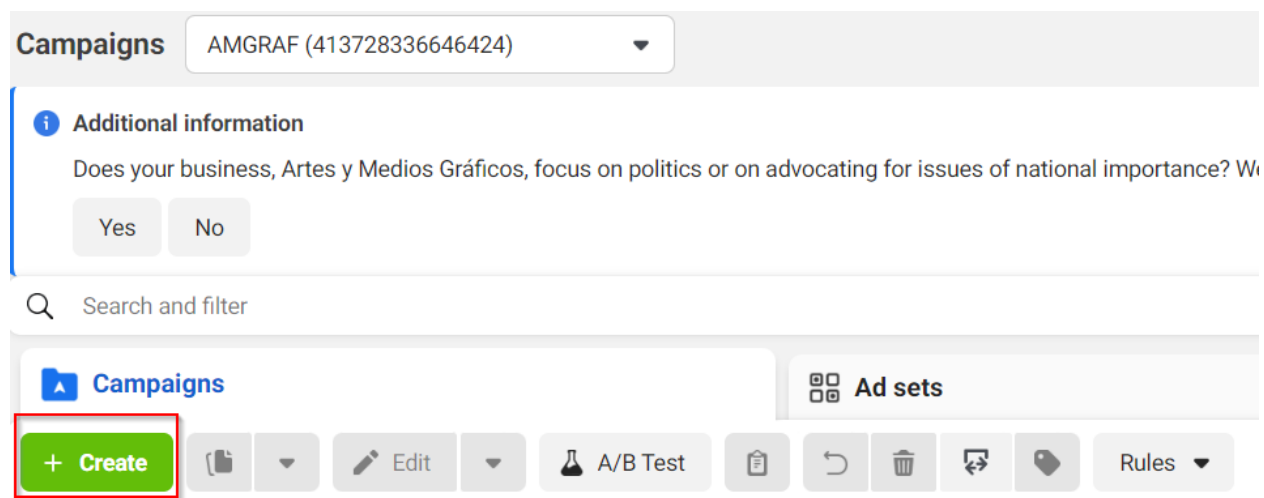 Campaigns AMGRAF (413728336646424)
Additional information
Does your business, Artes y Medios Gráficos, focus on politics or on advocating for issues of national importance? We
Yes No
Search and filter
Campaigns Ad sets
+ Create Edit A/B Test Rules